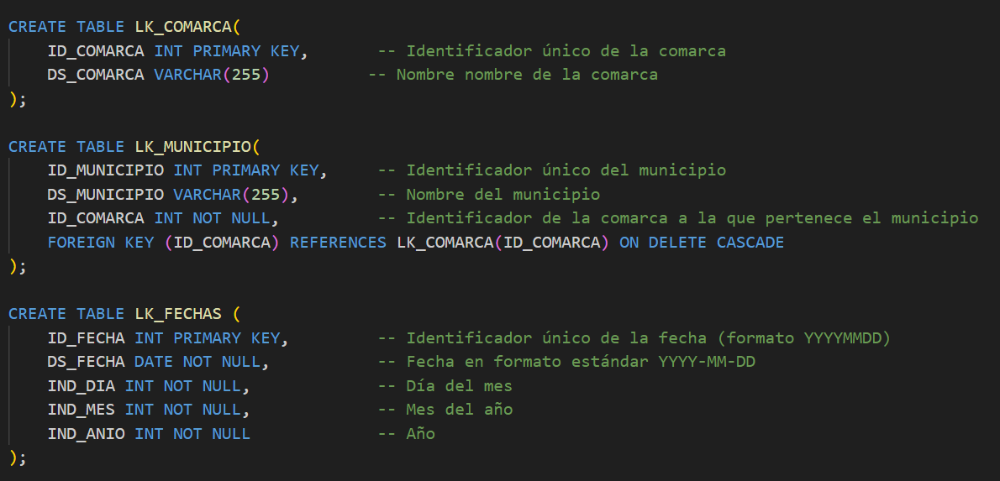 CREATE TABLE LK_COMARCA(
    ID_COMARCA INT PRIMARY KEY,       -- Identificador único de la comarca
    DS_COMARCA VARCHAR(255)          -- Nombre nombre de la comarca
);
CREATE TABLE LK_MUNICIPIO(
    ID_MUNICIPIO INT PRIMARY KEY,     -- Identificador único del municipio
    DS_MUNICIPIO VARCHAR(255),        -- Nombre del municipio
    ID_COMARCA INT NOT NULL,          -- Identificador de la comarca a la que pertenece el municipio
    FOREIGN KEY (ID_COMARCA) REFERENCES LK_COMARCA(ID_COMARCA) ON DELETE CASCADE
);
CREATE TABLE LK_FECHAS (
    ID_FECHA INT PRIMARY KEY,         -- Identificador único de la fecha (formato YYYYMMDD)
    DS_FECHA DATE NOT NULL,           -- Fecha en formato estándar YYYY-MM-DD
    IND_DIA INT NOT NULL,             -- Día del mes
    IND_MES INT NOT NULL,             -- Mes del año
    IND_ANIO INT NOT NULL             -- Año
);